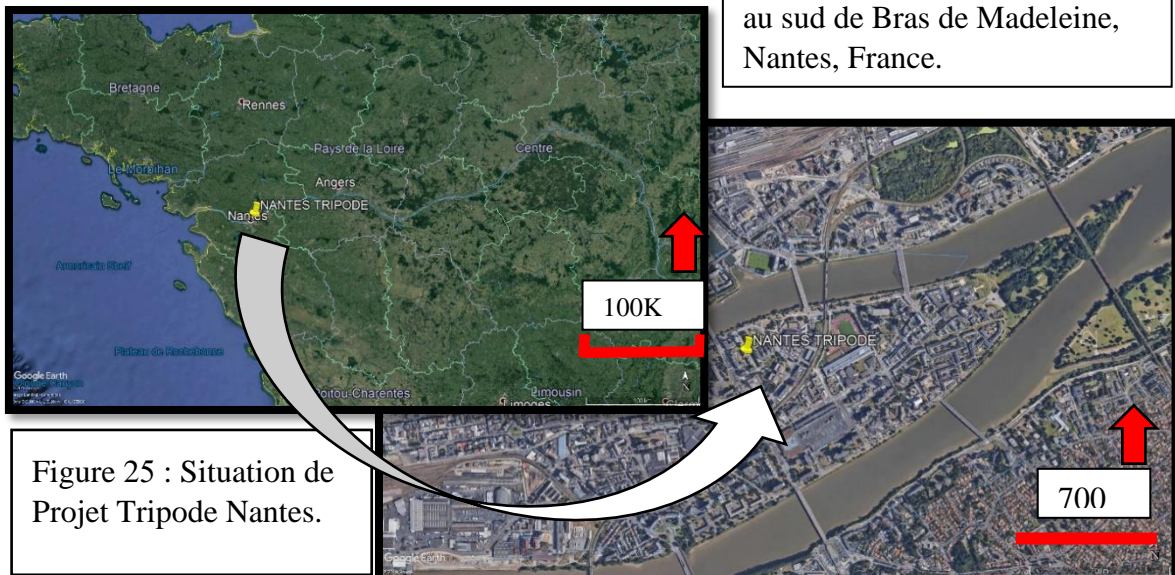 au sud de Bras de Madeleine,
Nantes, France.
Bretagne
Rennes
Le Morbihan
Pays de la Loire
Centre
Angers
NANTES TRIPODE
Nantes
Armorican Shelf
100K
Plateau de Rochebonne
Google Earth
oitou-Charentes
Limousin
Limoges
NANTES TRIPODE
700
Google Earth
N
Figure 25 : Situation de
Projet Tripode Nantes.